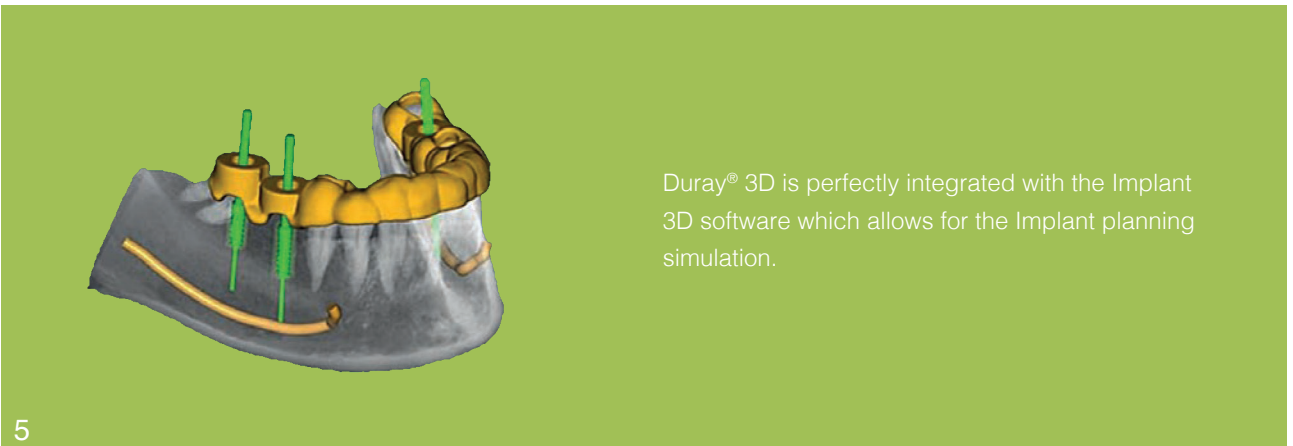 Duray® 3D is perfectly integrated with the Implant
3D software which allows for the Implant planning
simulation.
5